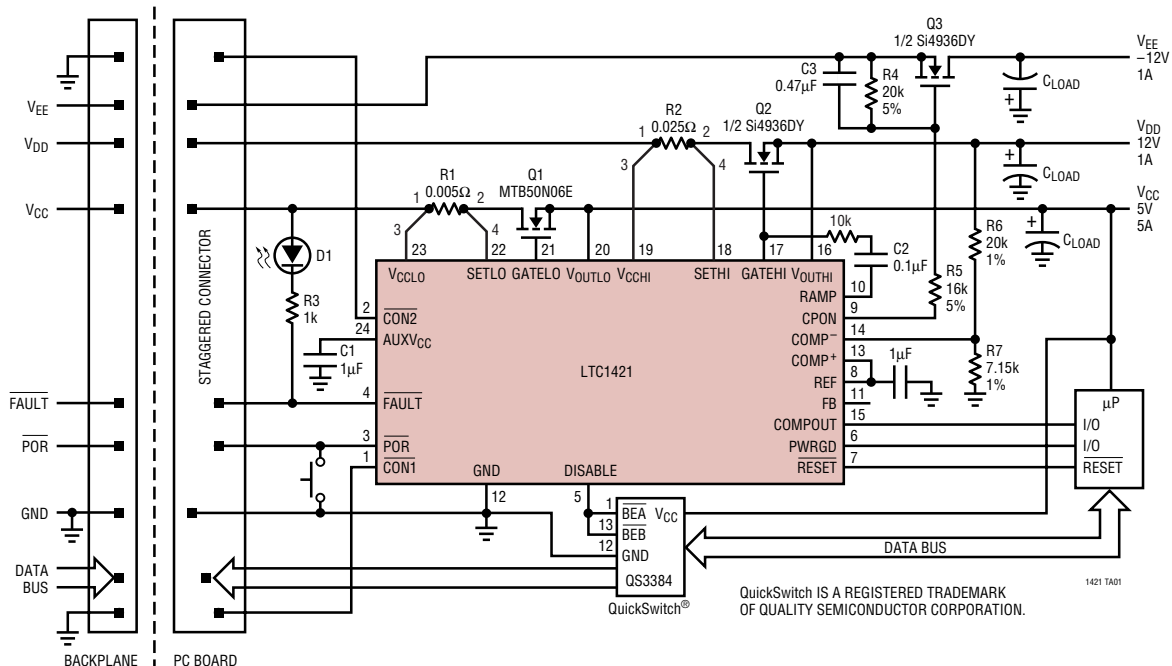 Q3
1/2 Si4936DY
VEE
–12V
1A
C3
0.47µF
R4
20k
5%
CLOAD
+
VEE
R2
0.025Ω
Q2
1/2 Si4936DY
VDD
12V
1A
VDD
1
2
3
4
CLOAD
+
R1
0.005Ω
Q1
MTB50N06E
VCC
5V
5A
VCC
1
2
3
4
CLOAD
+
R6
20k
1%
10k
C2
0.1µF
D1
R3
1k
23
22
21
20
19
18
17
16
VCCLO
SETLO
GATELO
VOUTLO
VCCHI
SETHI
GATEHI
VOUTHI
R5
16k
5%
RAMP
10
2
CON2
CPON
9
24
AUXVCC
COMP–
14
C1
1µF
LTC1421
COMP+
13
R7
7.15k
1%
REF
8
1µF
FAULT
4
FAULT
FB
11
µP
COMPOUT
15
I/O
POR
3
POR
PWRGD
6
I/O
1
CON1
GND
DISABLE
RESET
7
RESET
12
5
GND
1
BEA
VCC
13
BEB
12
GND
DATA BUS
QS3384
QuickSwitch®
DATA
BUS
STAGGERED CONNECTOR
QuickSwitch IS A REGISTERED TRADEMARK
OF QUALITY SEMICONDUCTOR CORPORATION.
1421 TA01
BACKPLANE
PC BOARD